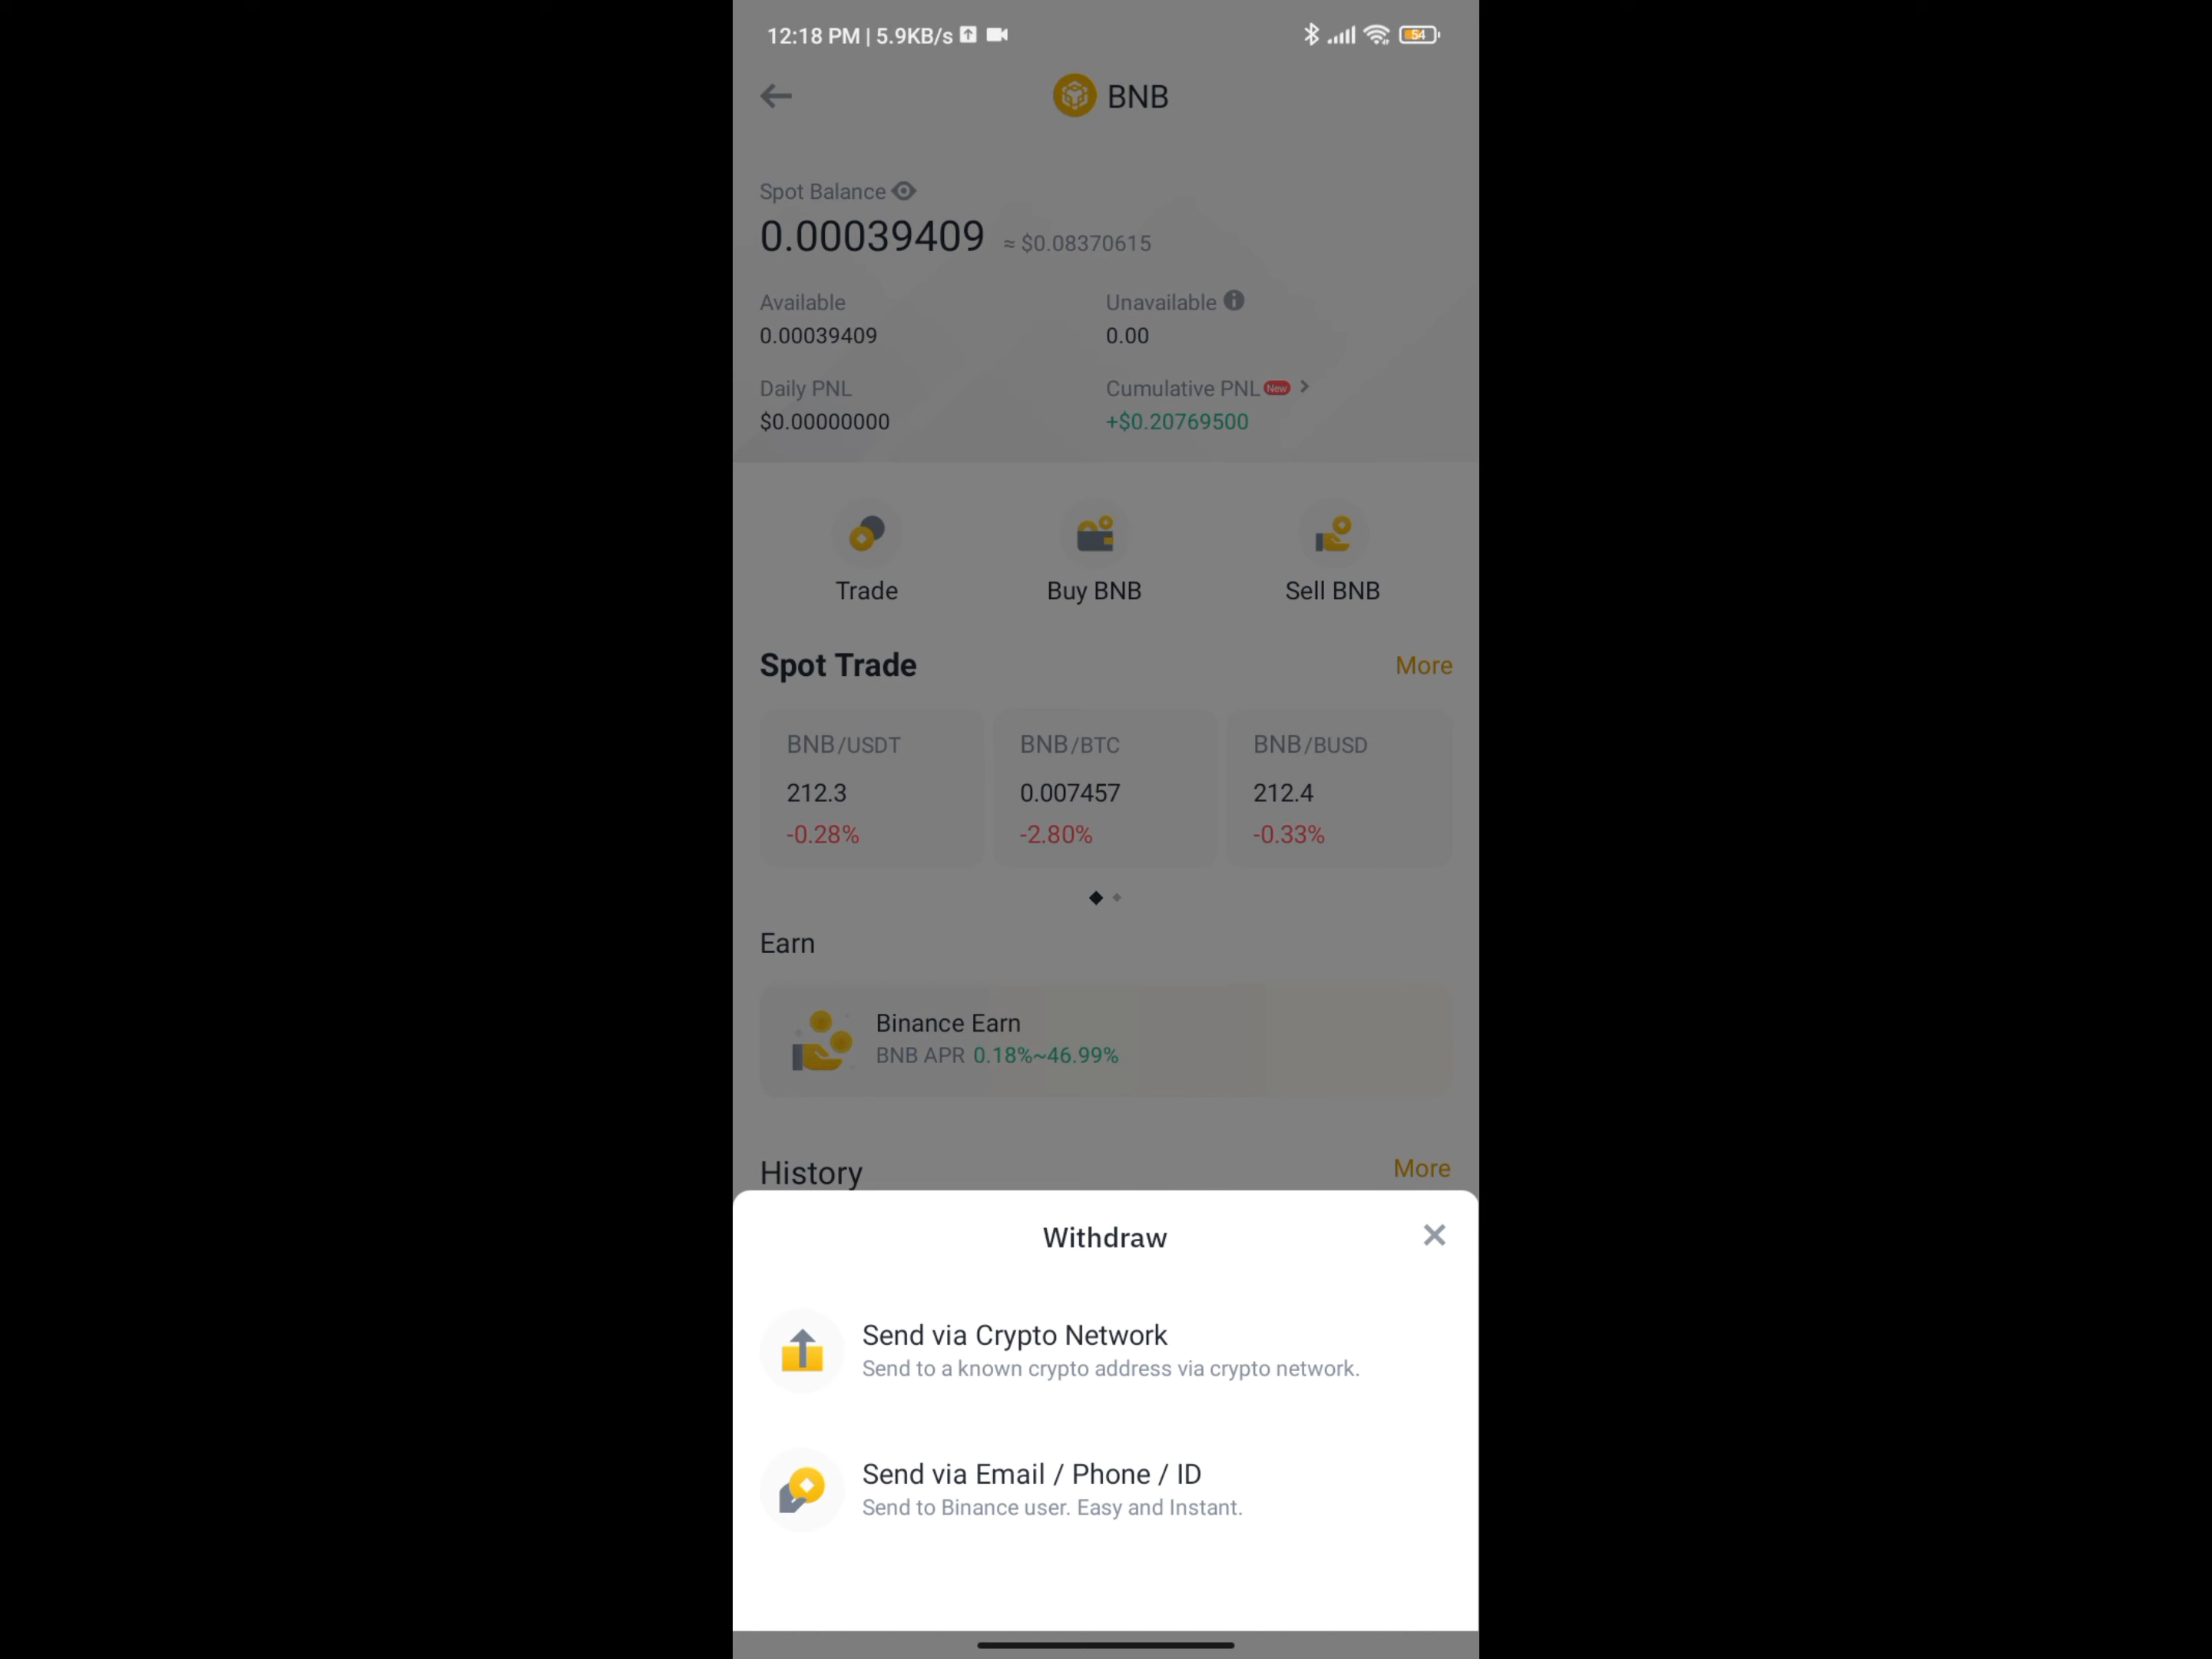 12:18 PM | 5.9KB/s 54
BNB
Spot Balance
0.00039409 ≈ $0.08370615
Available Unavailable
0.00039409 0.00
Daily PNL Cumulative PNL New
$0.00000000 +$0.20769500
Trade Buy BNB Sell BNB
Spot Trade More
BNB/USDT BNB/BTC BNB/BUSD
212.3 0.007457 212.4
-0.28% -2.80% -0.33%
Earn
Binance Earn
BNB APR 0.18%~46.99%
History More
Withdraw
Send via Crypto Network
Send to a known crypto address via crypto network.
Send via Email / Phone / ID
Send to Binance user. Easy and Instant.